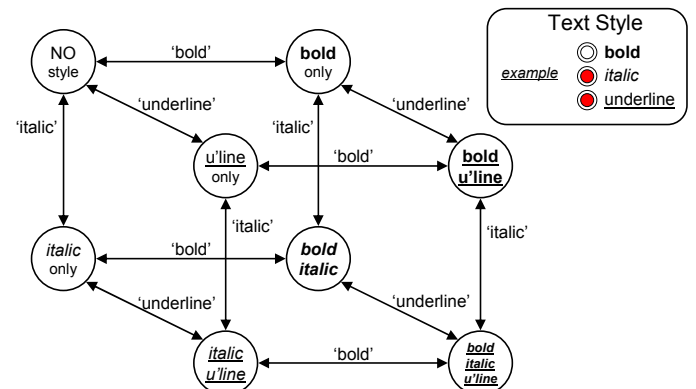 Text Style
bold
example
italic
underline
NO
style
‘bold’
bold
only
‘underline’
‘underline’
‘italic’
‘italic’
u’line
only
‘bold’
bold
u’line
‘italic’
‘italic’
italic
only
‘bold’
bold
italic
‘underline’
‘underline’
italic
u’line
‘bold’
bold
italic
u’line